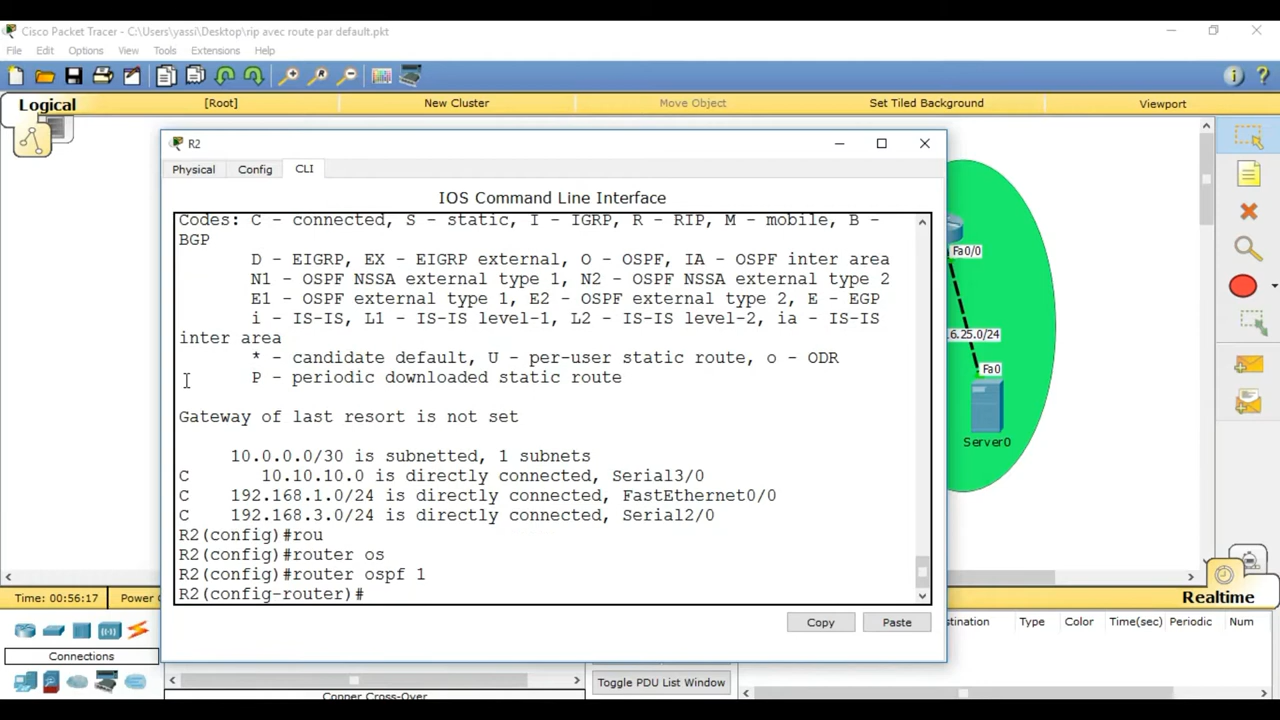 Cisco Packet Tracer - C:\Users\yassi\Desktop\rip avec route par default.pkt
File Edit Options View Tools Extensions Help
Logical [Root] New Cluster Move Object Set Tiled Background Viewport
R2
Physical Config CLI
IOS Command Line Interface
Codes: C - connected, S - static, I - IGRP, R - RIP, M - mobile, B -
BGP
D - EIGRP, EX - EIGRP external, O - OSPF, IA - OSPF inter area
N1 - OSPF NSSA external type 1, N2 - OSPF NSSA external type 2
E1 - OSPF external type 1, E2 - OSPF external type 2, E - EGP
i - IS-IS, L1 - IS-IS level-1, L2 - IS-IS level-2, ia - IS-IS
inter area
* - candidate default, U - per-user static route, o - ODR
P - periodic downloaded static route
Gateway of last resort is not set
10.0.0.0/30 is subnetted, 1 subnets
C 10.10.10.0 is directly connected, Serial3/0
C 192.168.1.0/24 is directly connected, FastEthernet0/0
C 192.168.3.0/24 is directly connected, Serial2/0
R2(config)#rou
R2(config)#router os
R2(config)#router ospf 1
R2(config-router)#
Copy Paste
Fa0/0
6.25.0/24
Fa0
Server0
Time: 00:56:17 Power C
Realtime
Connections
Copper Cross-Over
Toggle PDU List Window
stination Type Color Time(sec) Periodic Num